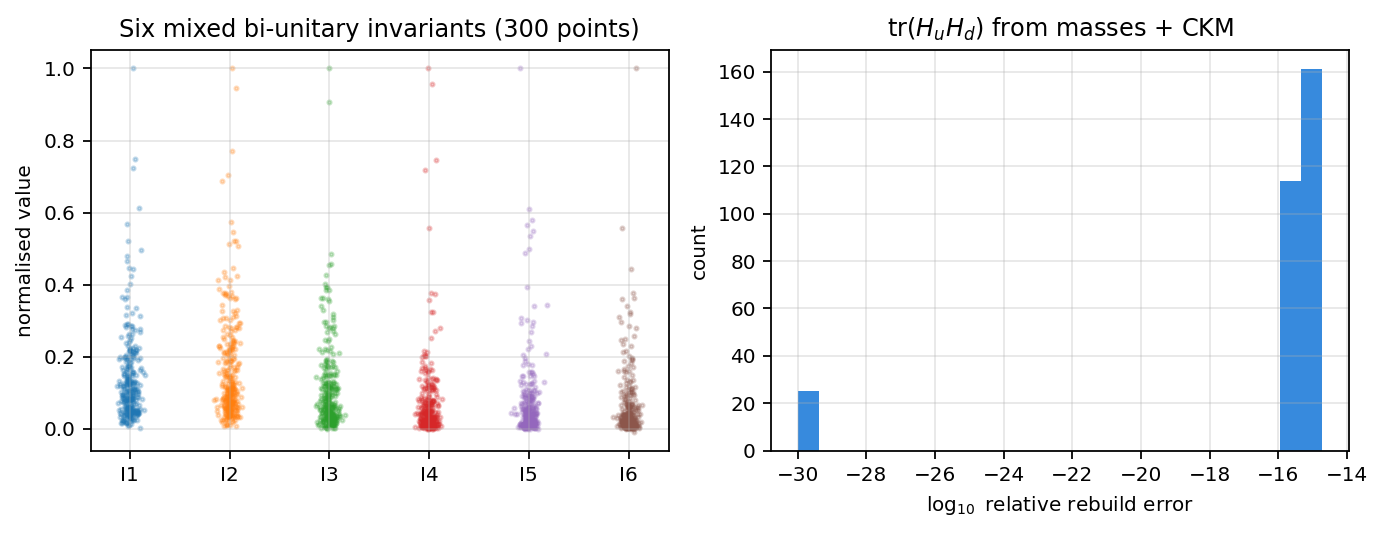 Six mixed bi-unitary invariants (300 points)
normalised value
1.0
0.8
0.6
0.4
0.2
0.0
I1 I2 I3 I4 I5 I6
tr(H_uH_d) from masses + CKM
count
160
140
120
100
80
60
40
20
0
−30 −28 −26 −24 −22 −20 −18 −16 −14
log₁₀ relative rebuild error